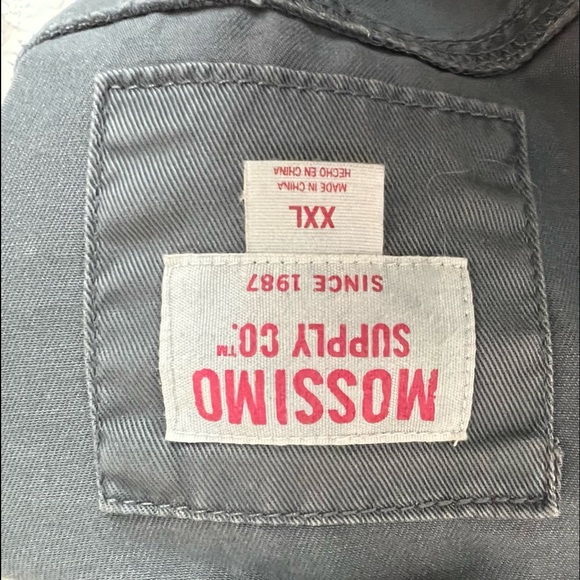 MOSSIMO
SUPPLY CO.™
SINCE 1987
XXL
MADE IN CHINA
HECHO EN CHINA